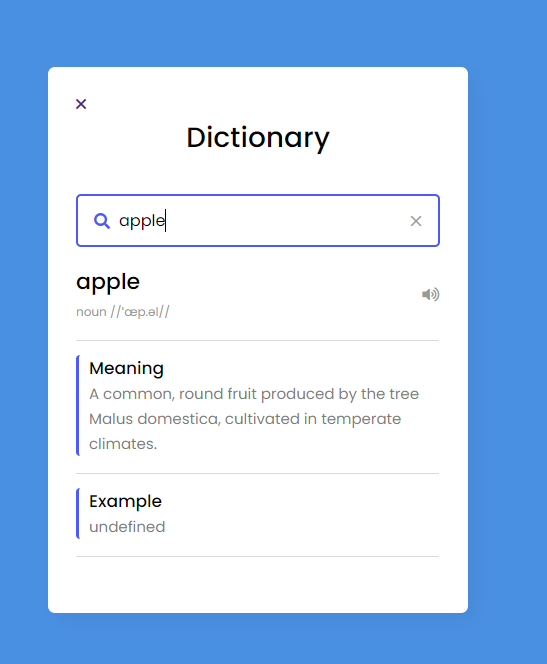 Dictionary
apple
apple
noun //ˈæp.əl//
Meaning
A common, round fruit produced by the tree
Malus domestica, cultivated in temperate
climates.
Example
undefined